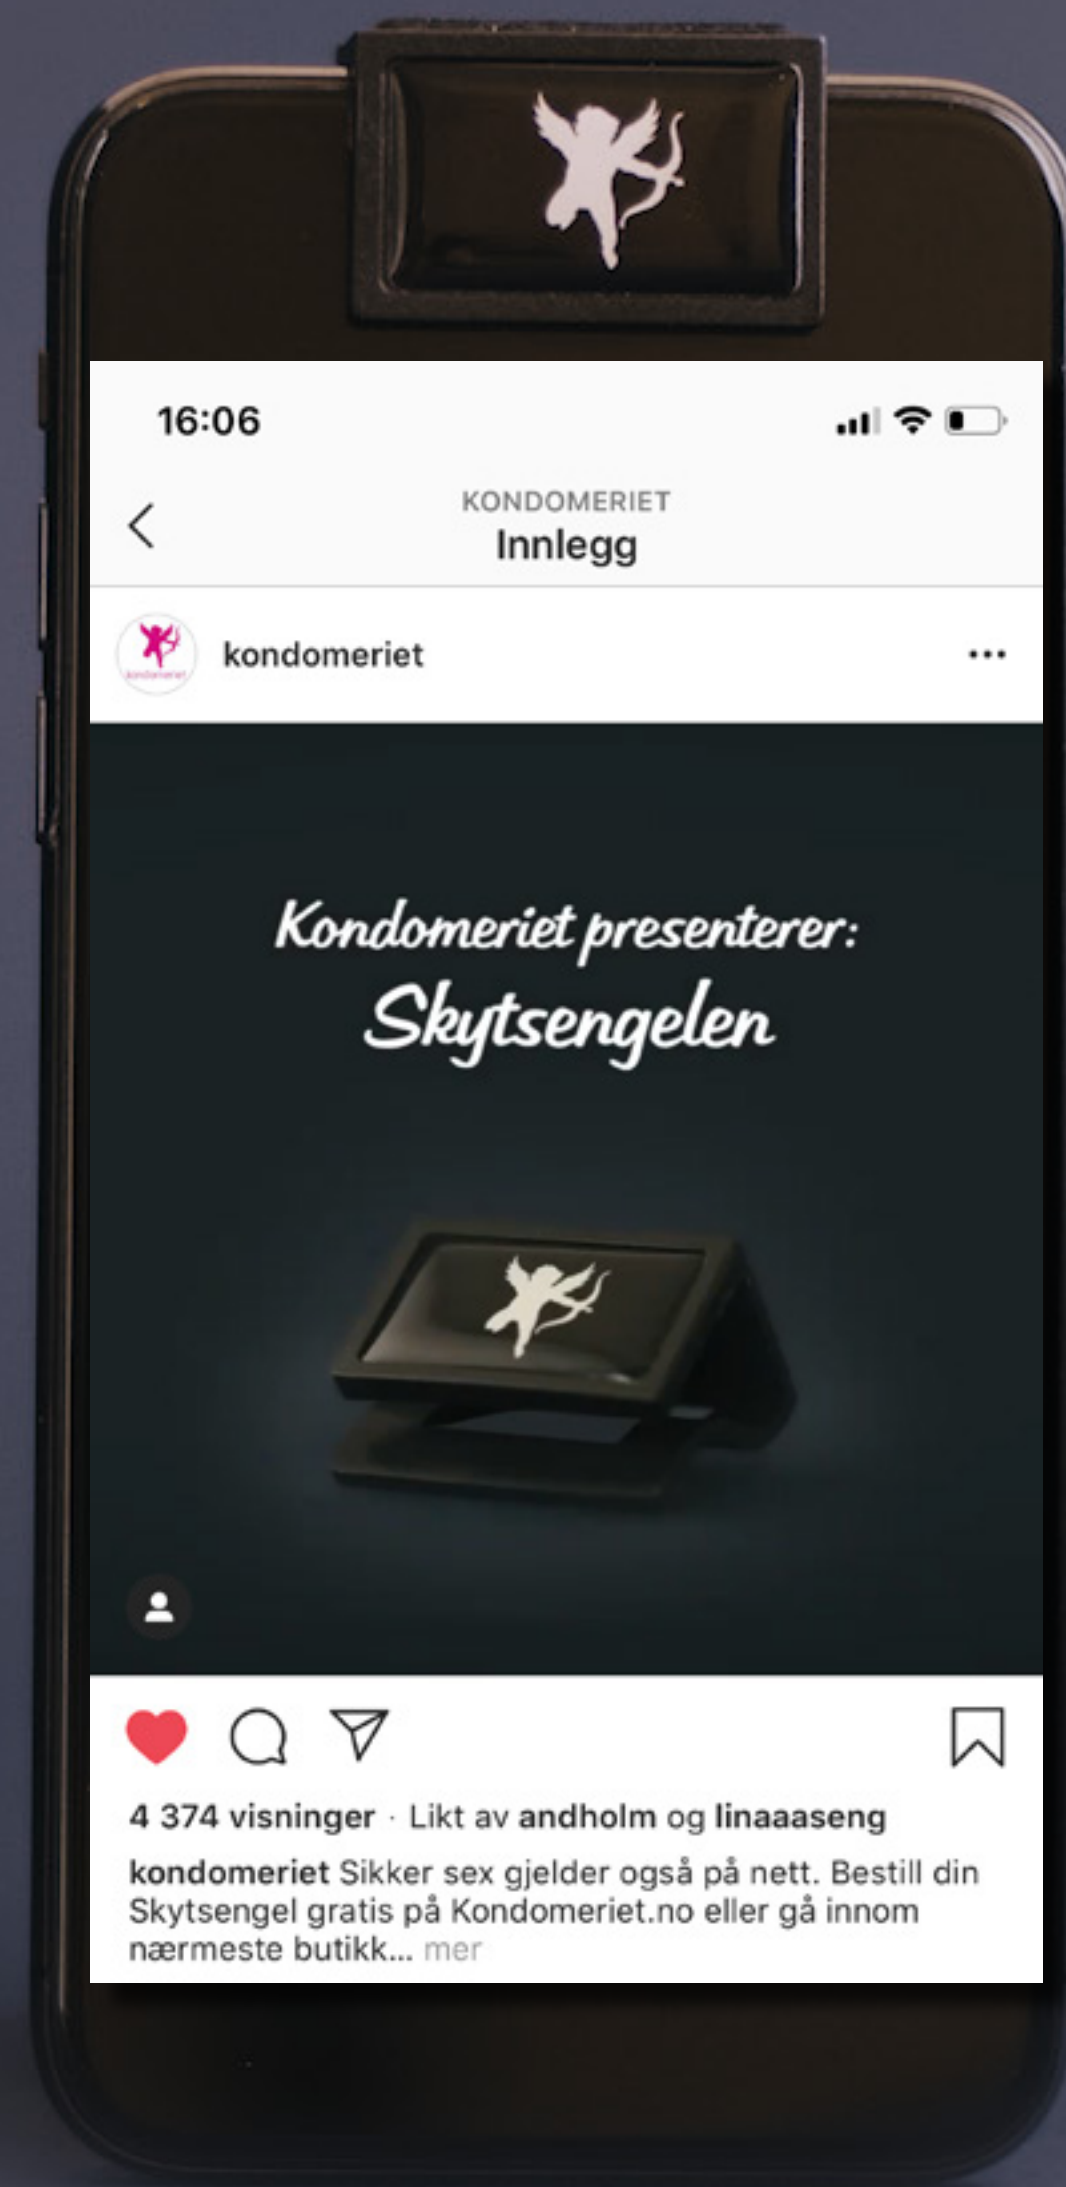 16:06
KONDOMERIET
Innlegg
kondomeriet
kondomeriet
Kondomeriet presenterer:
Skytsengelen
4 374 visninger · Likt av andholm og linaaaseng
kondomeriet Sikker sex gjelder også på nett. Bestill din
Skytsengel gratis på Kondomeriet.no eller gå innom
nærmeste butikk... mer